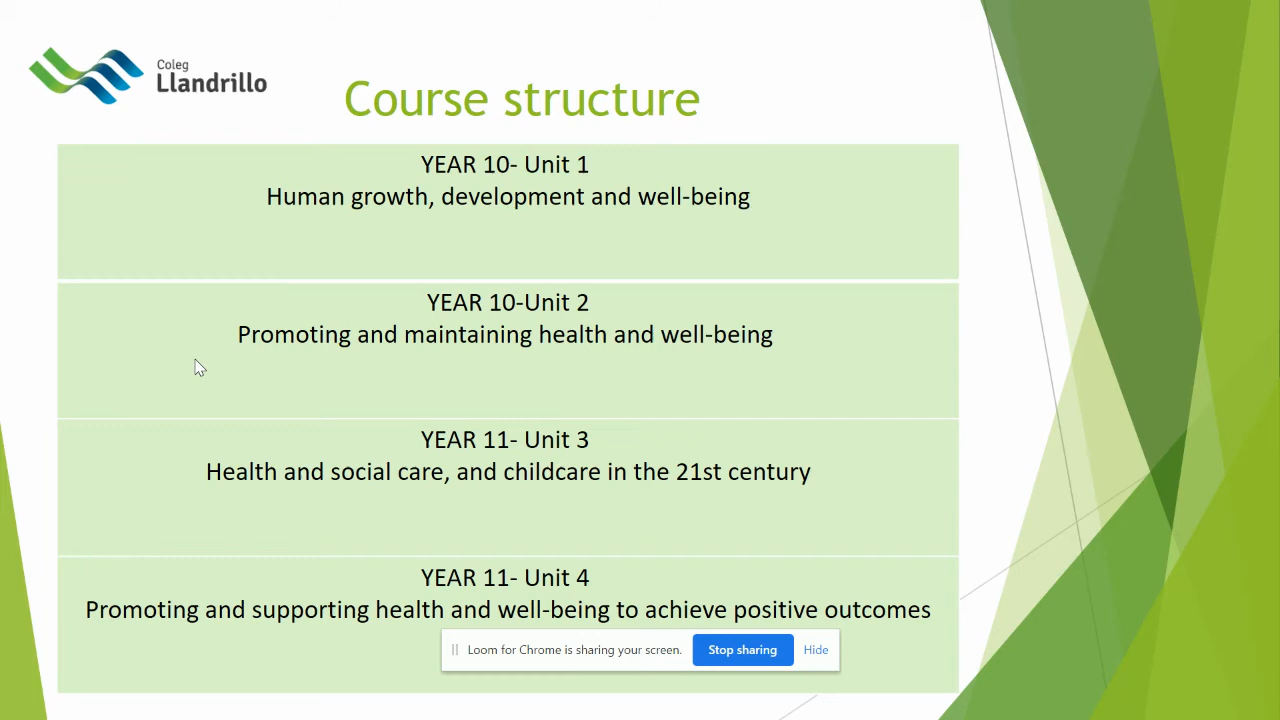 Coleg
Llandrillo
Course structure
YEAR 10- Unit 1
Human growth, development and well-being
YEAR 10-Unit 2
Promoting and maintaining health and well-being
YEAR 11- Unit 3
Health and social care, and childcare in the 21st century
YEAR 11- Unit 4
Promoting and supporting health and well-being to achieve positive outcomes
Loom for Chrome is sharing your screen. Stop sharing Hide